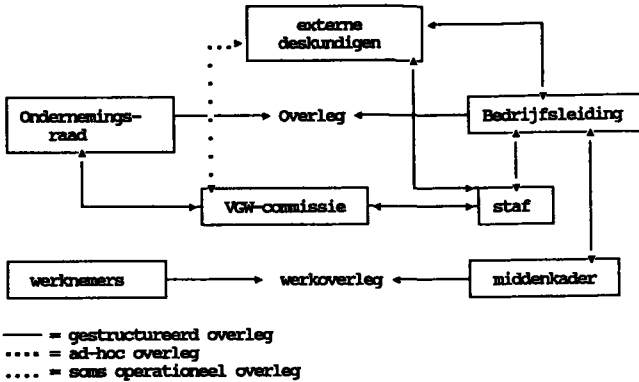 externe
deskundigen
Ondernemings-
raad
Overleg
Bedrijfsleiding
VGW-commissie
staf
werknemers
werkoverleg
middenkader
—— = gestructureerd overleg
•••• = ad-hoc overleg
.... = soms operationeel overleg